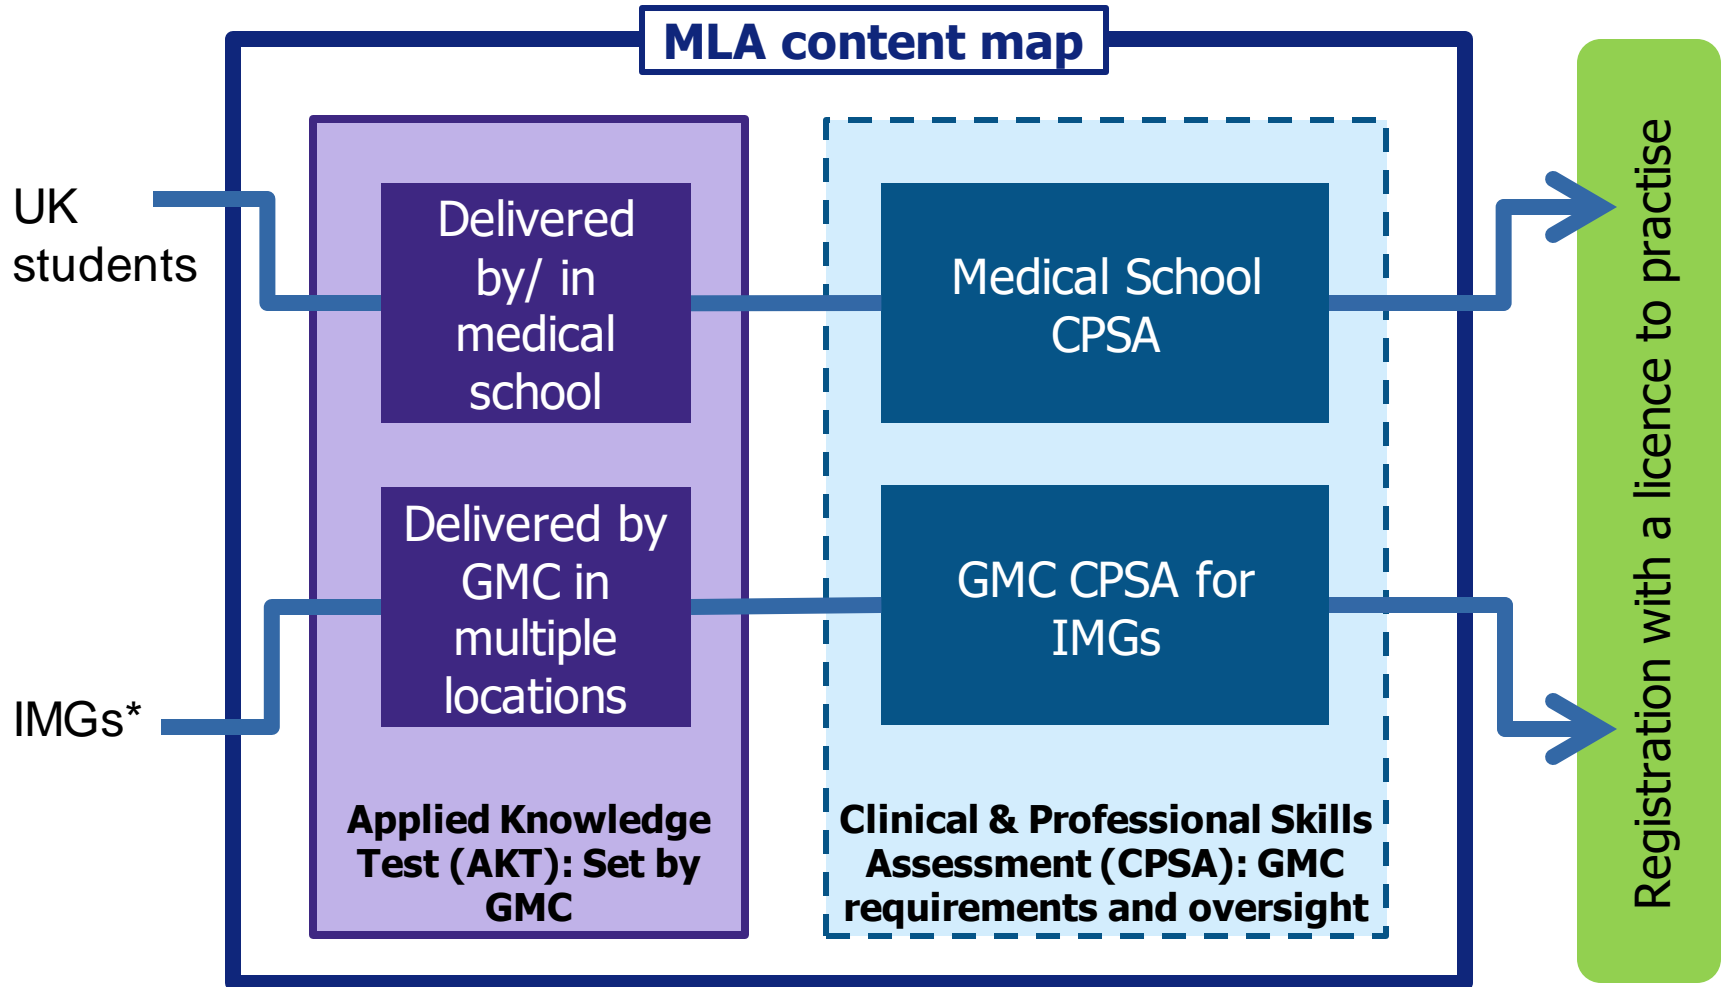 MLA content map
UK
students
Delivered
by/ in
medical
school
Medical School
CPSA
IMGs*
Delivered by
GMC in
multiple
locations
GMC CPSA for
IMGs
Applied Knowledge
Test (AKT): Set by
GMC
Clinical & Professional Skills
Assessment (CPSA): GMC
requirements and oversight
Registration with a licence to practise